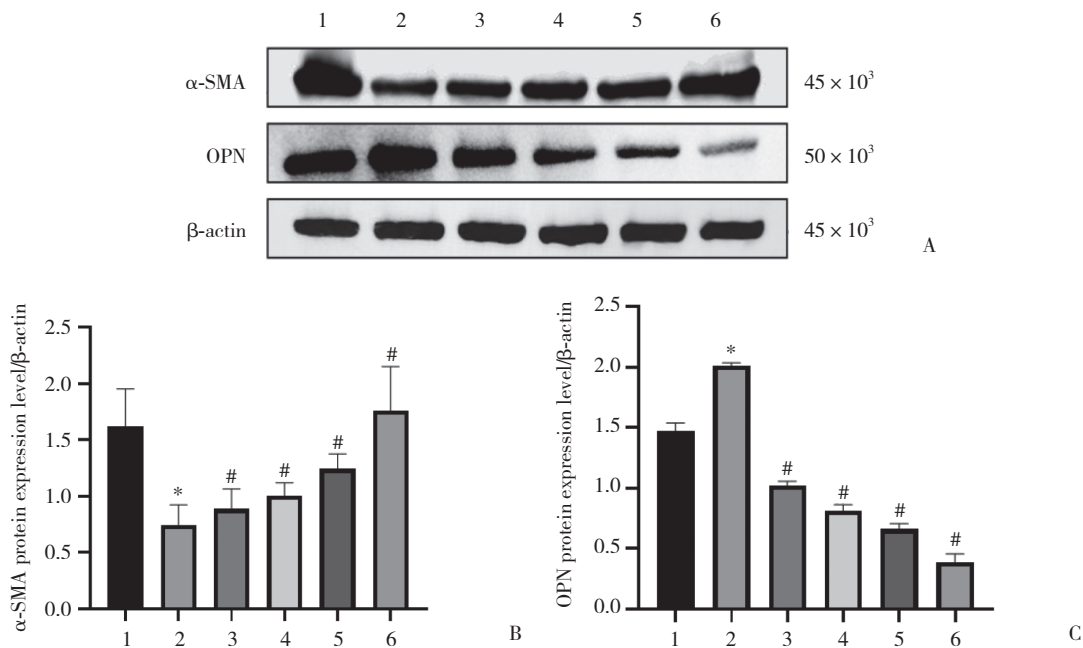 1 2 3 4 5 6
α-SMA 45 × 10³
OPN 50 × 10³
β-actin 45 × 10³
A
α-SMA protein expression level/β-actin
2.5
2.0
1.5
1.0
0.5
0.0
*
#
#
#
#
1 2 3 4 5 6
B
OPN protein expression level/β-actin
2.5
2.0
1.5
1.0
0.5
0.0
*
#
#
#
#
1 2 3 4 5 6
C